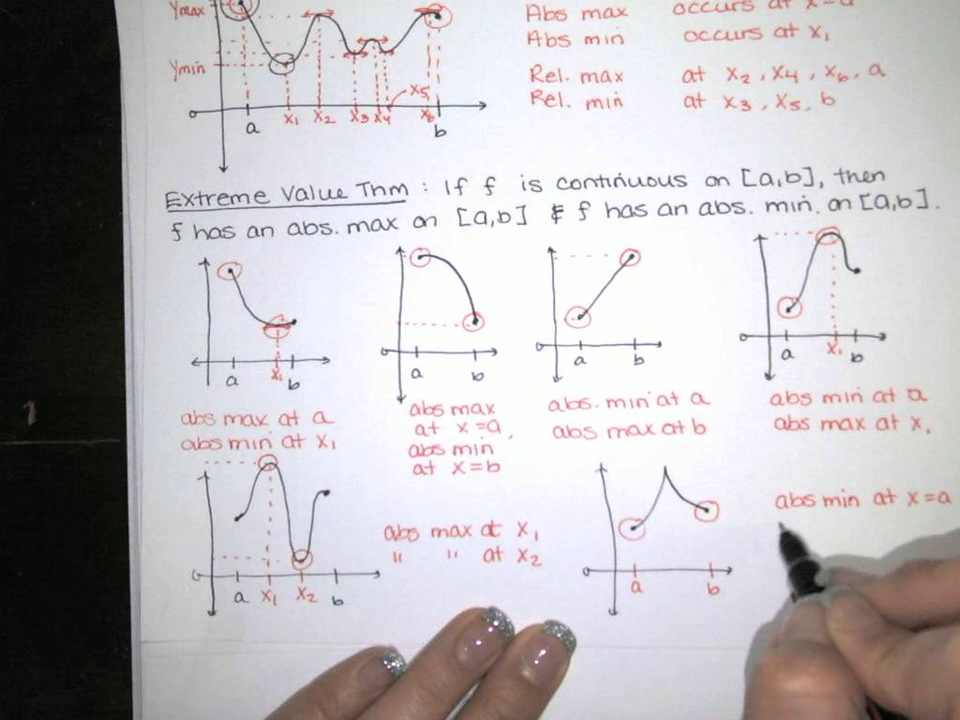 Ymax
Abs max occurs at x=a
Abs min occurs at x₁
Ymin
Rel. max at x₂, x₄, x₆, a
Rel. min at x₃, x₅, b
x₅
a x₁ x₂ x₃ x₄ x₆ b
Extreme Value Thm : If f is continuous on [a,b], then
f has an abs. max on [a,b] & f has an abs. min. on [a,b].
a x₁ b
a b
a b
a x₁ b
abs max at a
abs min at x₁
abs max
at x=a,
abs min
at x=b
abs. min at a
abs max at b
abs min at a
abs max at x,
a x₁ x₂ b
abs max at x₁
" " at x₂
a b
abs min at x=a